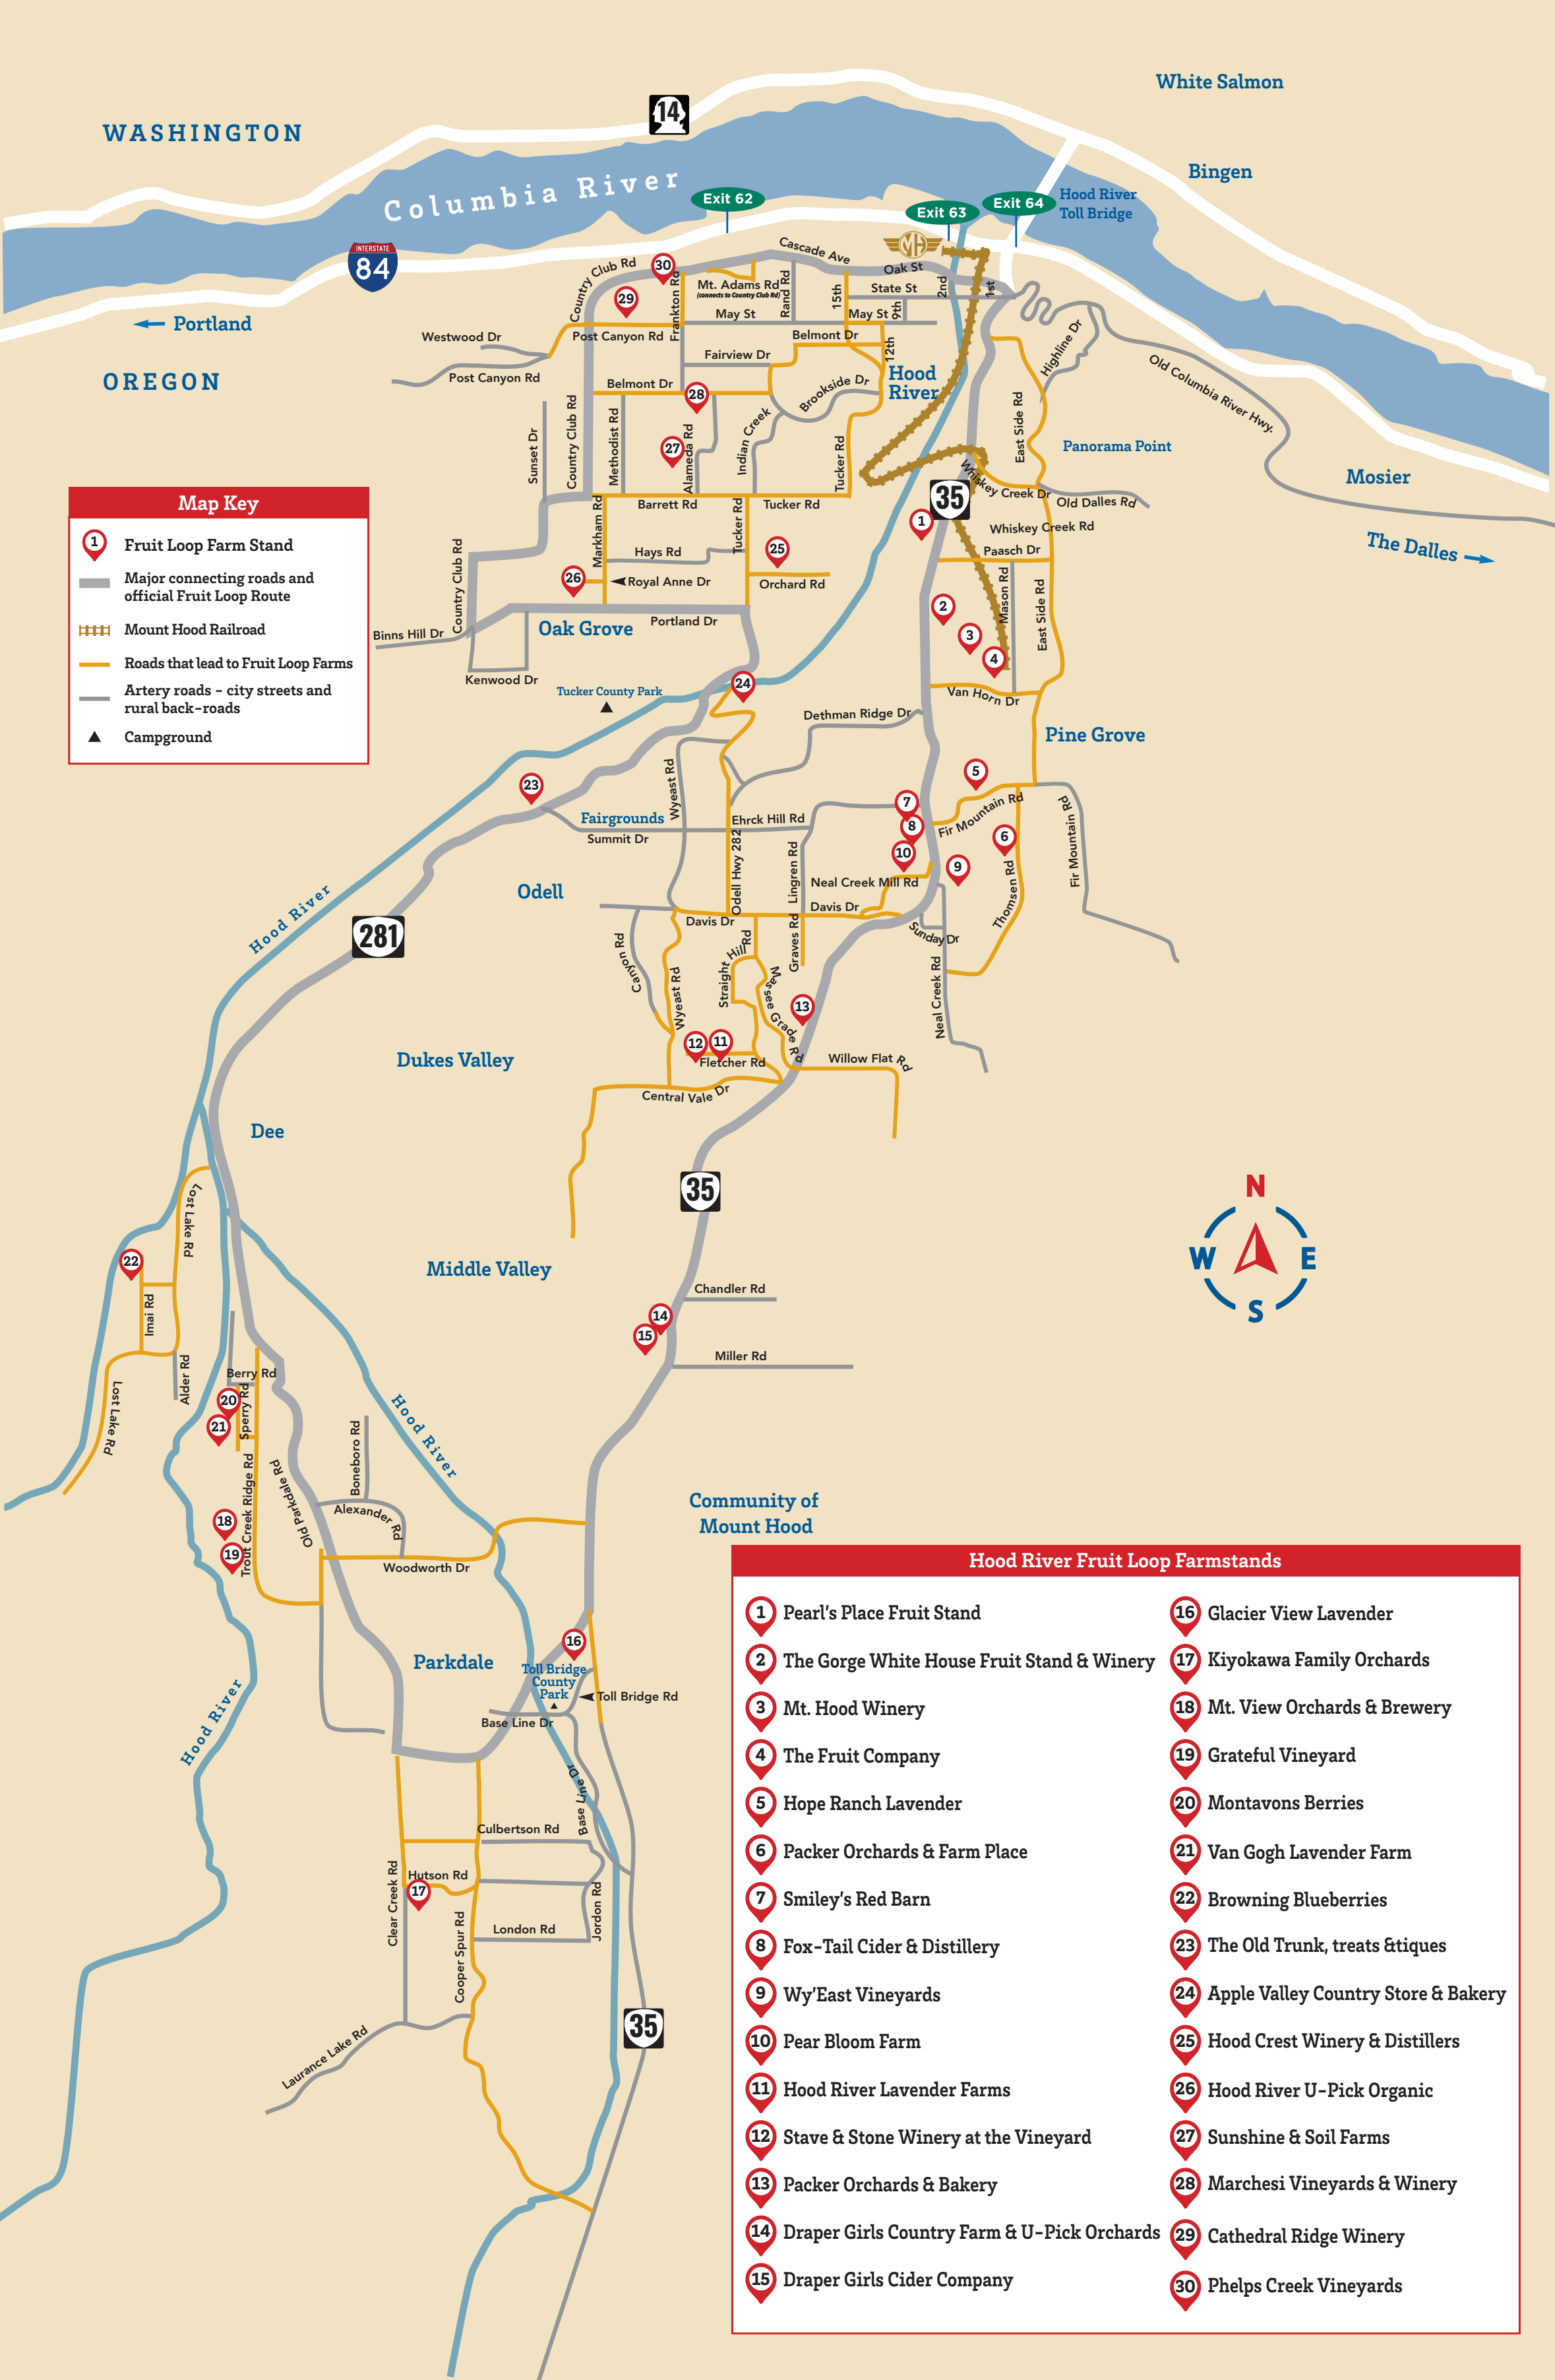 White Salmon
14
WASHINGTON
Bingen
Columbia River
Exit 62
Exit 63
Exit 64
Hood River
Toll Bridge
INTERSTATE
84
MH
Portland
OREGON
30
29
Country Club Rd
Cascade Ave
Oak St
State St
2nd
1st
Mt. Adams Rd
(connects to Country Club Rd)
Frankton Rd
Rand Rd
15th
9th
May St
May St
12th
Westwood Dr
Post Canyon Rd
Post Canyon Rd
Belmont Dr
Fairview Dr
Hood
River
Highline Dr
Old Columbia River Hwy.
Belmont Dr
28
Brookside Dr
Sunset Dr
Country Club Rd
Methodist Rd
27
Alameda Rd
Indian Creek
Tucker Rd
East Side Rd
Panorama Point
Mosier
The Dalles
Whiskey Creek Dr
35
Old Dalles Rd
Whiskey Creek Rd
Barrett Rd
Tucker Rd
Tucker Rd
Markham Rd
1
Paasch Dr
Hays Rd
25
Country Club Rd
26
Royal Anne Dr
Orchard Rd
Mason Rd
East Side Rd
2
3
4
Binns Hill Dr
Oak Grove
Portland Dr
Kenwood Dr
Tucker County Park
24
Van Horn Dr
Dethman Ridge Dr
Pine Grove
Map Key
1
Fruit Loop Farm Stand
Major connecting roads and
official Fruit Loop Route
Mount Hood Railroad
Roads that lead to Fruit Loop Farms
Artery roads - city streets and
rural back-roads
Campground
23
Wyeast Rd
5
7
Fairgrounds
Summit Dr
Ehrck Hill Rd
8
Fir Mountain Rd
Fir Mountain Rd
Fir Mountain Rd
6
10
9
Odell Hwy 282
Lingren Rd
Neal Creek Mill Rd
Thomsen Rd
Odell
Davis Dr
Davis Dr
Sunday Dr
Hood River
281
Canyon Rd
Wyeast Rd
Straight Hill Rd
Massee Grade Rd
Graves Rd
Neal Creek Rd
13
12
11
Fletcher Rd
Willow Flat Rd
Dukes Valley
Central Vale Dr
Dee
35
Lost Lake Rd
N
W
E
S
22
Middle Valley
Imai Rd
Chandler Rd
14
15
Miller Rd
Alder Rd
Berry Rd
20
21
Sperry Rd
Lost Lake Rd
Hood River
Boneboro Rd
Trout Creek Ridge Rd
Old Parkdale Rd
Alexander Rd
18
19
Woodworth Dr
Community of
Mount Hood
16
Parkdale
Toll Bridge
County
Park
Toll Bridge Rd
Base Line Dr
Hood River
Base Line Dr
Culbertson Rd
Hutson Rd
17
Clear Creek Rd
Cooper Spur Rd
London Rd
Jordon Rd
35
Laurance Lake Rd
Hood River Fruit Loop Farmstands
1 Pearl's Place Fruit Stand
2 The Gorge White House Fruit Stand & Winery
3 Mt. Hood Winery
4 The Fruit Company
5 Hope Ranch Lavender
6 Packer Orchards & Farm Place
7 Smiley's Red Barn
8 Fox-Tail Cider & Distillery
9 Wy'East Vineyards
10 Pear Bloom Farm
11 Hood River Lavender Farms
12 Stave & Stone Winery at the Vineyard
13 Packer Orchards & Bakery
14 Draper Girls Country Farm & U-Pick Orchards
15 Draper Girls Cider Company
16 Glacier View Lavender
17 Kiyokawa Family Orchards
18 Mt. View Orchards & Brewery
19 Grateful Vineyard
20 Montavons Berries
21 Van Gogh Lavender Farm
22 Browning Blueberries
23 The Old Trunk, treats &tiques
24 Apple Valley Country Store & Bakery
25 Hood Crest Winery & Distillers
26 Hood River U-Pick Organic
27 Sunshine & Soil Farms
28 Marchesi Vineyards & Winery
29 Cathedral Ridge Winery
30 Phelps Creek Vineyards